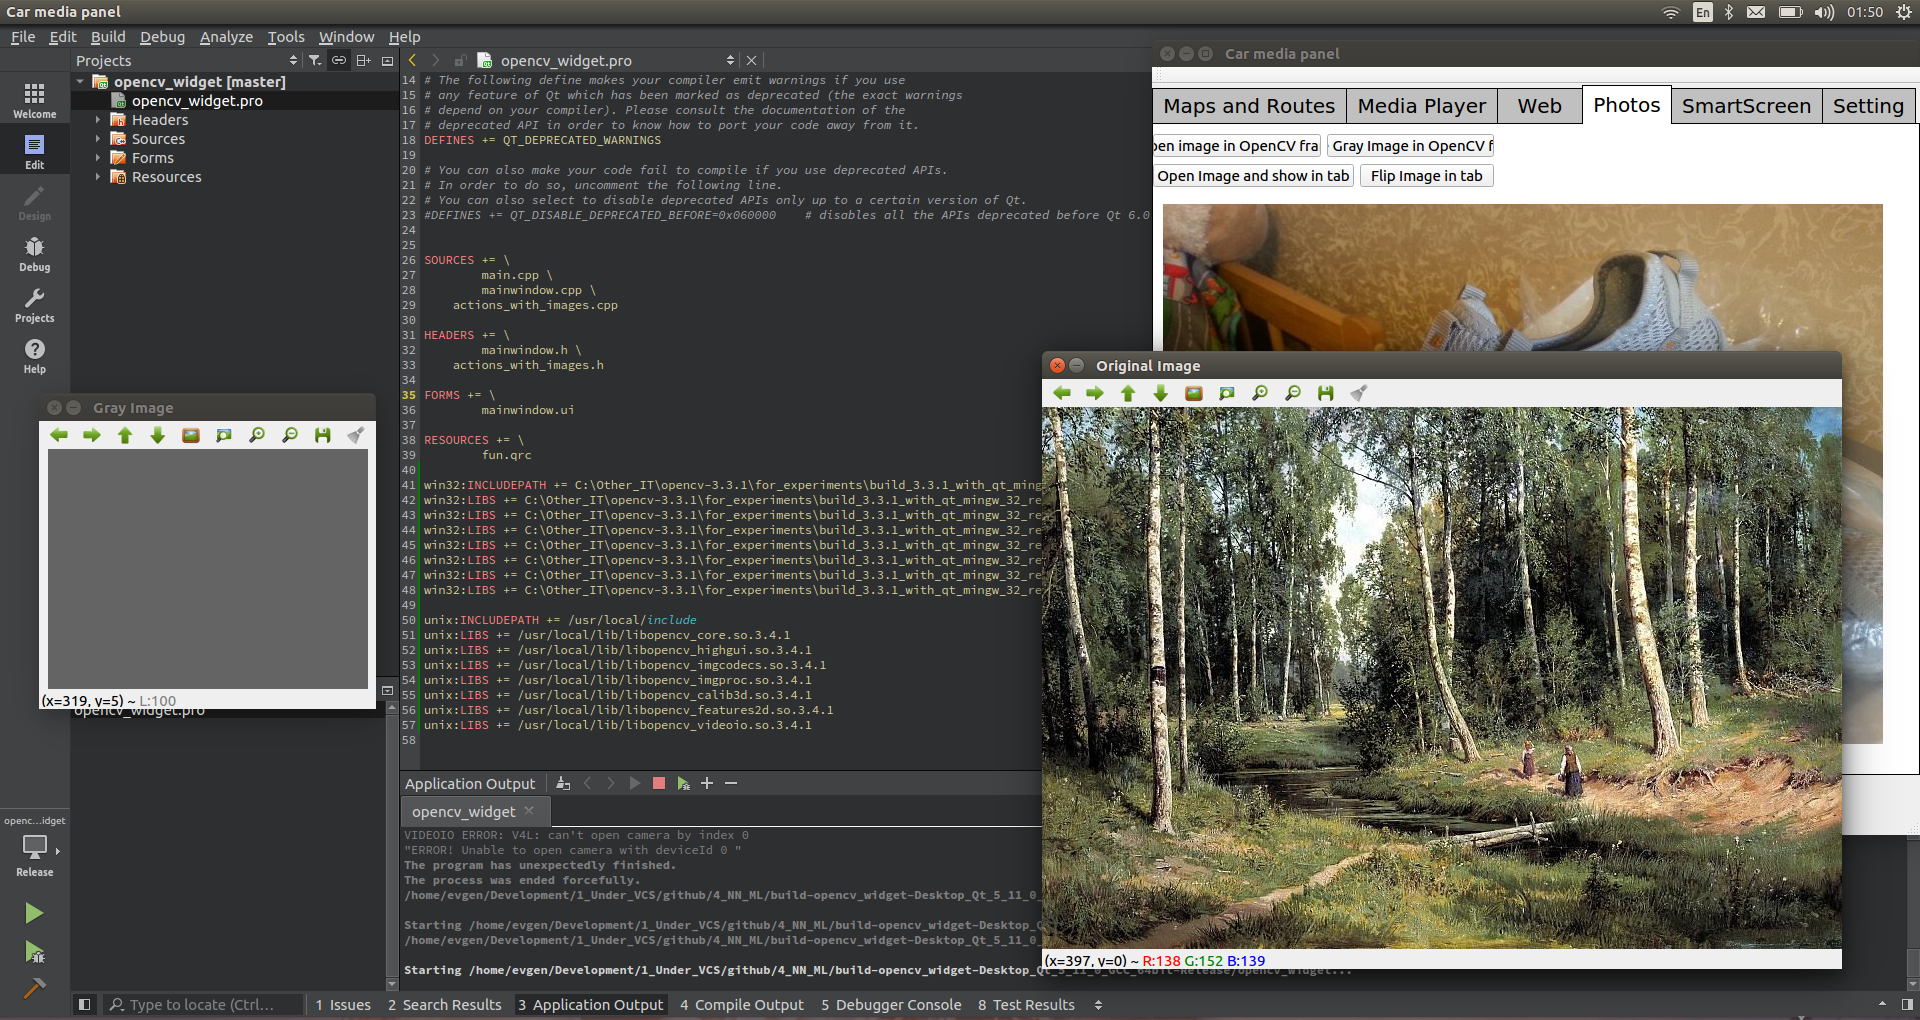 Car media panel
En
01:50
File Edit Build Debug Analyze Tools Window Help
Projects
opencv_widget.pro
opencv_widget [master]
opencv_widget.pro
Headers
Sources
Forms
Resources
Welcome
Edit
Design
Debug
Projects
Help
14 # The following define makes your compiler emit warnings if you use
15 # any feature of Qt which has been marked as deprecated (the exact warnings
16 # depend on your compiler). Please consult the documentation of the
17 # deprecated API in order to know how to port your code away from it.
18 DEFINES += QT_DEPRECATED_WARNINGS
19
20 # You can also make your code fail to compile if you use deprecated APIs.
21 # In order to do so, uncomment the following line.
22 # You can also select to disable deprecated APIs only up to a certain version of Qt.
23 #DEFINES += QT_DISABLE_DEPRECATED_BEFORE=0x060000    # disables all the APIs deprecated before Qt 6.0
24
25
26 SOURCES += \
27 main.cpp \
28 mainwindow.cpp \
29 actions_with_images.cpp
30
31 HEADERS += \
32 mainwindow.h \
33 actions_with_images.h
34
35 FORMS += \
36 mainwindow.ui
37
38 RESOURCES += \
39 fun.qrc
40
41 win32:INCLUDEPATH += C:\Other_IT\opencv-3.3.1\for_experiments\build_3.3.1_with_qt_ming
42 win32:LIBS += C:\Other_IT\opencv-3.3.1\for_experiments\build_3.3.1_with_qt_mingw_32_re
43 win32:LIBS += C:\Other_IT\opencv-3.3.1\for_experiments\build_3.3.1_with_qt_mingw_32_re
44 win32:LIBS += C:\Other_IT\opencv-3.3.1\for_experiments\build_3.3.1_with_qt_mingw_32_re
45 win32:LIBS += C:\Other_IT\opencv-3.3.1\for_experiments\build_3.3.1_with_qt_mingw_32_re
46 win32:LIBS += C:\Other_IT\opencv-3.3.1\for_experiments\build_3.3.1_with_qt_mingw_32_re
47 win32:LIBS += C:\Other_IT\opencv-3.3.1\for_experiments\build_3.3.1_with_qt_mingw_32_re
48 win32:LIBS += C:\Other_IT\opencv-3.3.1\for_experiments\build_3.3.1_with_qt_mingw_32_re
49
50 unix:INCLUDEPATH += /usr/local/include
51 unix:LIBS += /usr/local/lib/libopencv_core.so.3.4.1
52 unix:LIBS += /usr/local/lib/libopencv_highgui.so.3.4.1
53 unix:LIBS += /usr/local/lib/libopencv_imgcodecs.so.3.4.1
54 unix:LIBS += /usr/local/lib/libopencv_imgproc.so.3.4.1
55 unix:LIBS += /usr/local/lib/libopencv_calib3d.so.3.4.1
56 unix:LIBS += /usr/local/lib/libopencv_features2d.so.3.4.1
57 unix:LIBS += /usr/local/lib/libopencv_videoio.so.3.4.1
58
Car media panel
Maps and Routes Media Player Web Photos SmartScreen Setting
pen image in OpenCV fra Gray Image in OpenCV f
Open Image and show in tab Flip Image in tab
Original Image
(x=397, y=0) ~ R:138 G:152 B:139
Gray Image
(x=319, y=5) ~ L:100
opencv_widget.pro
Application Output
opencv_widget
VIDEOIO ERROR: V4L: can't open camera by index 0
"ERROR! Unable to open camera with deviceId 0 "
The program has unexpectedly finished.
The process was ended forcefully.
/home/evgen/Development/1_Under_VCS/github/4_NN_ML/build-opencv_widget-Desktop_Qt_5_11_0
Starting /home/evgen/Development/1_Under_VCS/github/4_NN_ML/build-opencv_widget-Desktop_Q
/home/evgen/Development/1_Under_VCS/github/4_NN_ML/build-opencv_widget-Desktop_Qt_5_11_0
Starting /home/evgen/Development/1_Under_VCS/github/4_NN_ML/build-opencv_widget-Desktop_Qt_5_11_0_GCC_64bit-Release/opencv_widget...
openc...idget
Release
Type to locate (Ctrl... 1 Issues 2 Search Results 3 Application Output 4 Compile Output 5 Debugger Console 8 Test Results